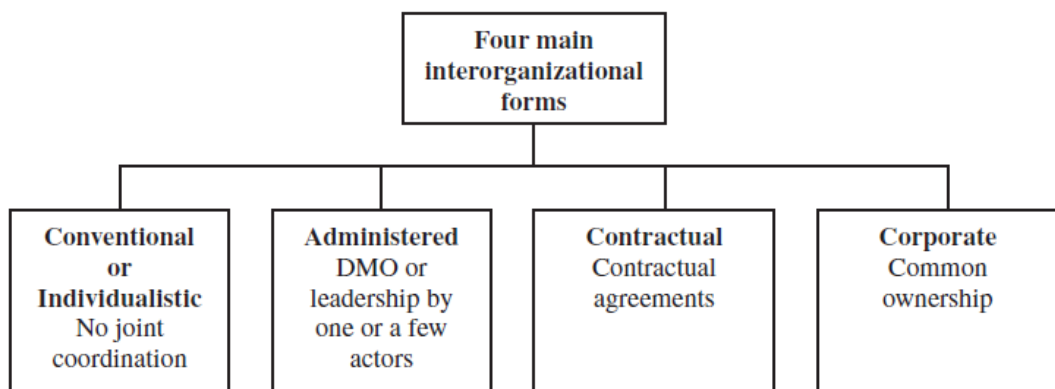 Four main
interorganizational
forms
Conventional
or
Individualistic
No joint
coordination
Administered
DMO or
leadership by
one or a few
actors
Contractual
Contractual
agreements
Corporate
Common
ownership